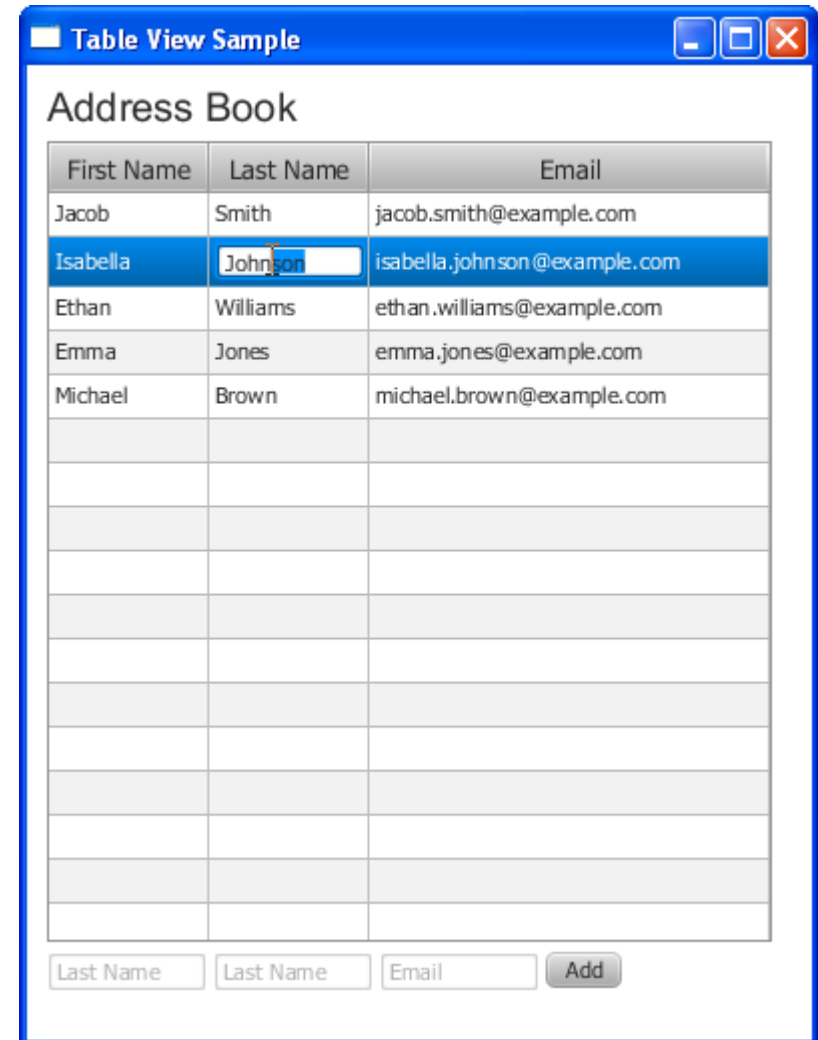 Table View Sample
Address Book
First Name Last Name Email
Jacob Smith jacob.smith@example.com
Isabella Johnson isabella.johnson@example.com
Ethan Williams ethan.williams@example.com
Emma Jones emma.jones@example.com
Michael Brown michael.brown@example.com
Last Name Last Name Email Add